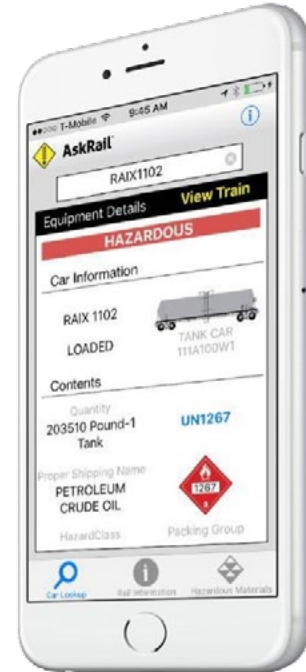 T-Mobile 9:45 AM
AskRail
RAIX1102
Equipment Details View Train
HAZARDOUS
Car Information
RAIX 1102
LOADED
TANK CAR
111A100W1
Contents
Quantity
203510 Pound-1
Tank
UN1267
Proper Shipping Name
PETROLEUM
CRUDE OIL
1267
3
HazardClass
Packing Group
Car Lookup
Rail Information
Hazardous Materials